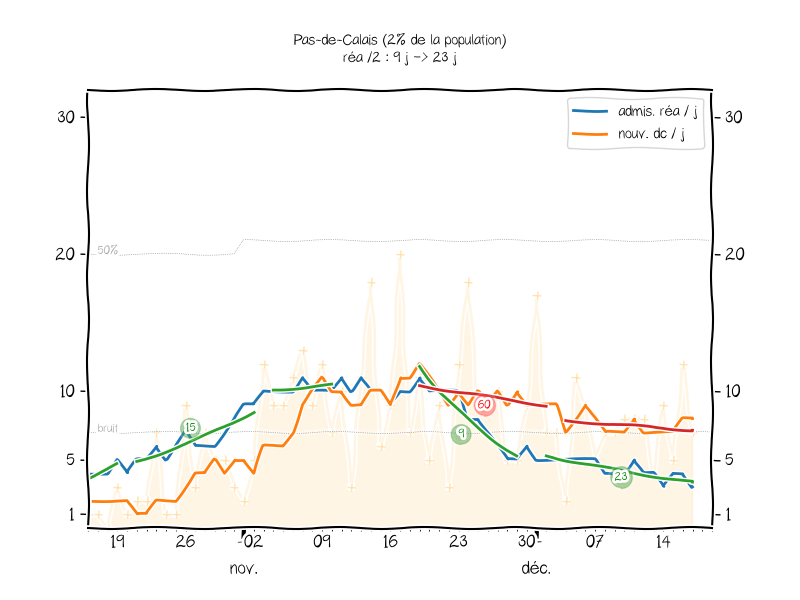 Pas-de-Calais (2% de la population)
réa /2 : 9 j -> 23 j
admis. réa / j
nouv. dc / j
30 30
20 20
50%
10 10
bruit
5 5
1 1
15
60
9
23
19 26 02 09 16 23 30 07 14
nov. déc.